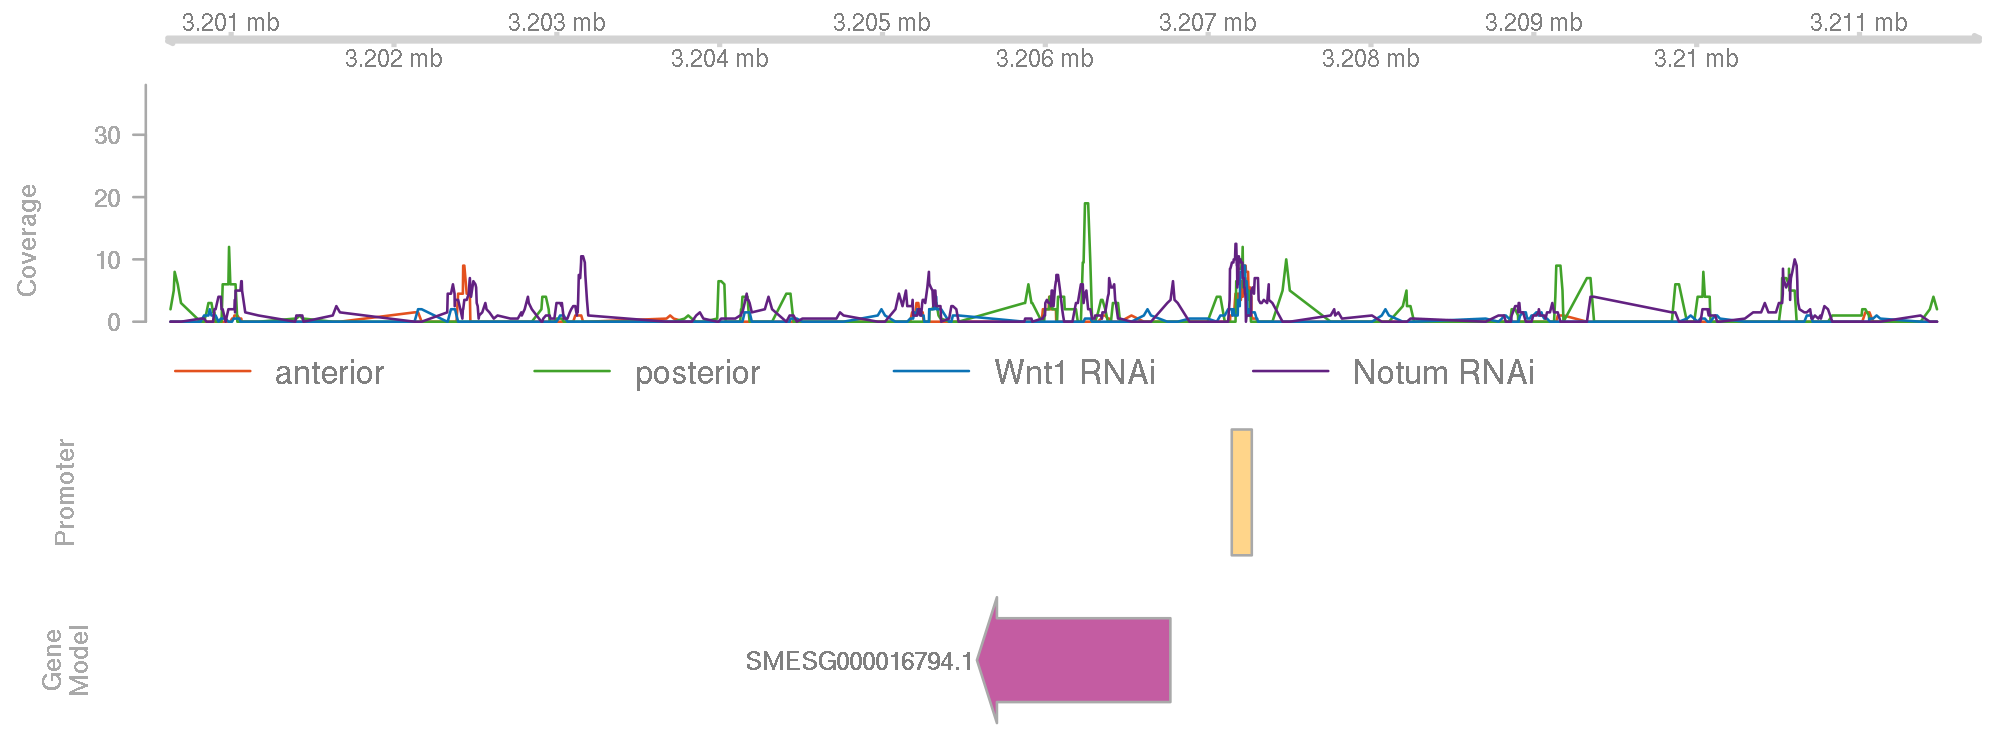 3.201 mb 3.203 mb 3.205 mb 3.207 mb 3.209 mb 3.211 mb
3.202 mb 3.204 mb 3.206 mb 3.208 mb 3.21 mb
Coverage
30
20
10
0
anterior posterior Wnt1 RNAi Notum RNAi
Promoter
Gene
Model
SMESG000016794.1